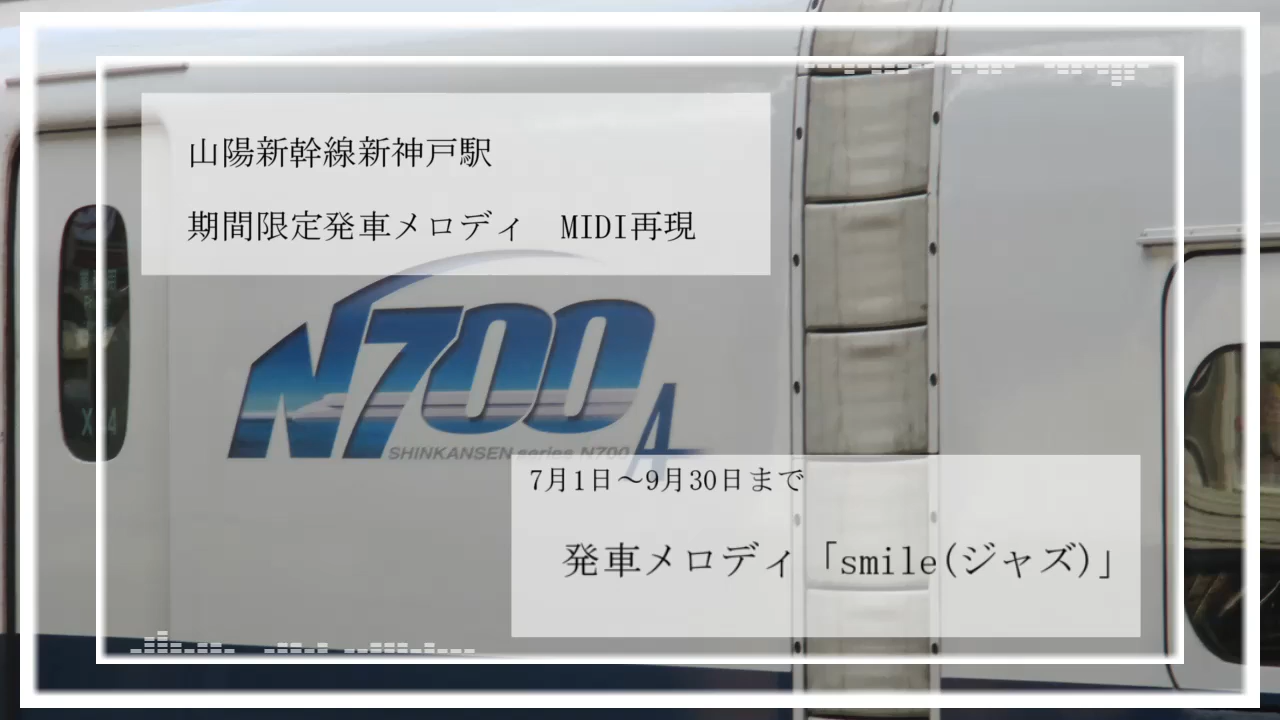 山陽新幹線新神戸駅
期間限定発車メロディ　MIDI再現
N700A
SHINKANSEN series N700
7月1日～9月30日まで
発車メロディ「smile(ジャズ)」